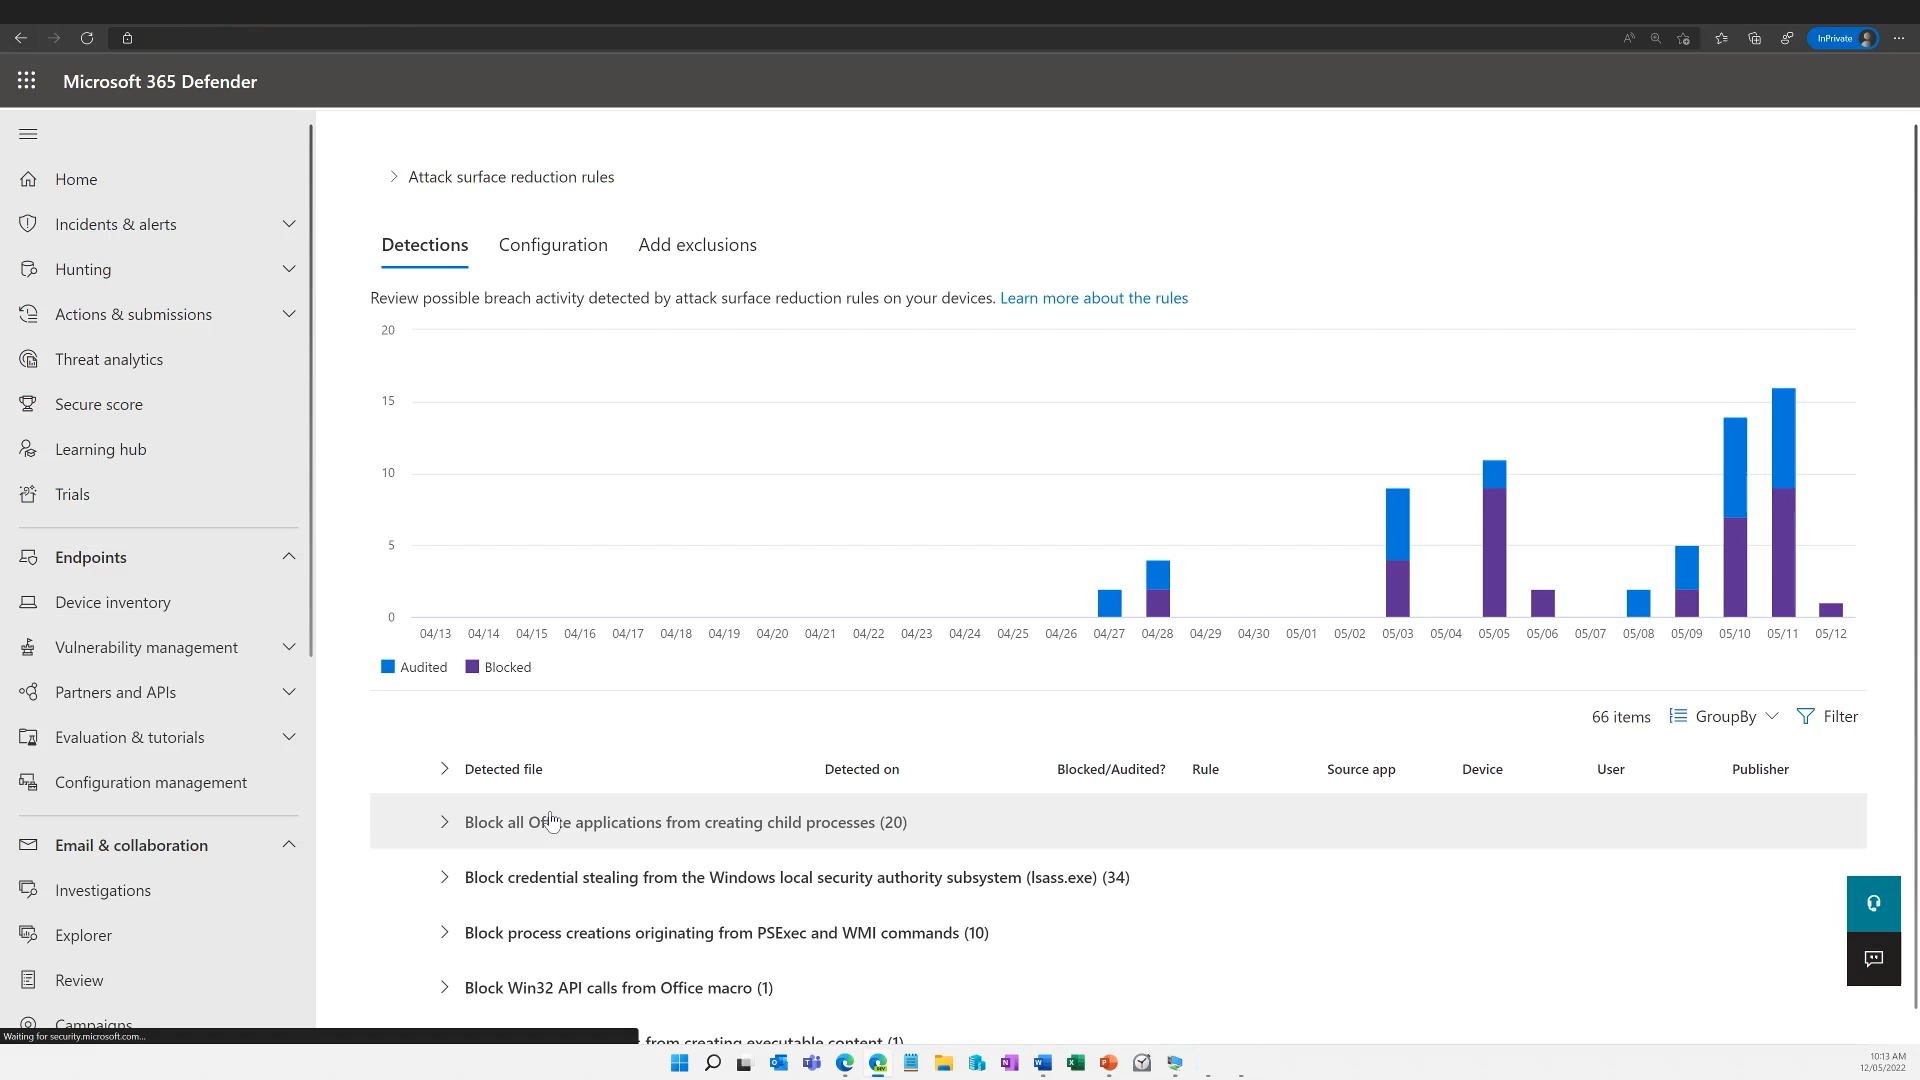 InPrivate
Microsoft 365 Defender
Home
Incidents & alerts
Hunting
Actions & submissions
Threat analytics
Secure score
Learning hub
Trials
Endpoints
Device inventory
Vulnerability management
Partners and APIs
Evaluation & tutorials
Configuration management
Email & collaboration
Investigations
Explorer
Review
Campaigns
Waiting for security.microsoft.com...
Attack surface reduction rules
Detections Configuration Add exclusions
Review possible breach activity detected by attack surface reduction rules on your devices. Learn more about the rules
20
15
10
5
0
04/13 04/14 04/15 04/16 04/17 04/18 04/19 04/20 04/21 04/22 04/23 04/24 04/25 04/26 04/27 04/28 04/29 04/30 05/01 05/02 05/03 05/04 05/05 05/06 05/07 05/08 05/09 05/10 05/11 05/12
Audited Blocked
66 items GroupBy Filter
Detected file Detected on Blocked/Audited? Rule Source app Device User Publisher
Block all Office applications from creating child processes (20)
Block credential stealing from the Windows local security authority subsystem (lsass.exe) (34)
Block process creations originating from PSExec and WMI commands (10)
Block Win32 API calls from Office macro (1)
from creating executable content (1)
10:13 AM
12/05/2022